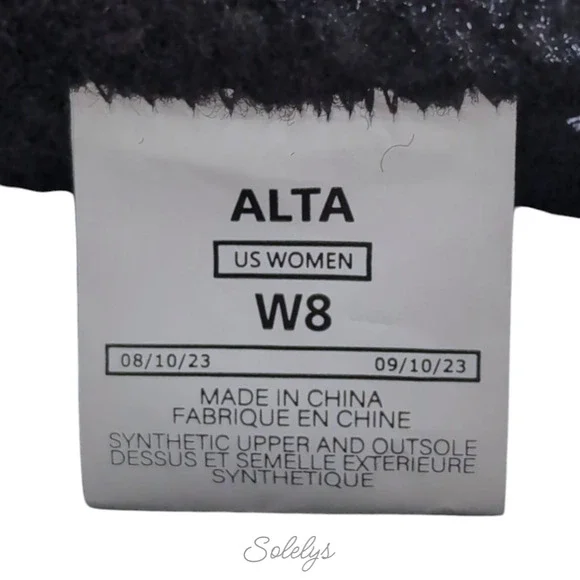 ALTA
US WOMEN
W8
08/10/23 09/10/23
MADE IN CHINA
FABRIQUE EN CHINE
SYNTHETIC UPPER AND OUTSOLE
DESSUS ET SEMELLE EXTERIEURE
SYNTHETIQUE
Solelys